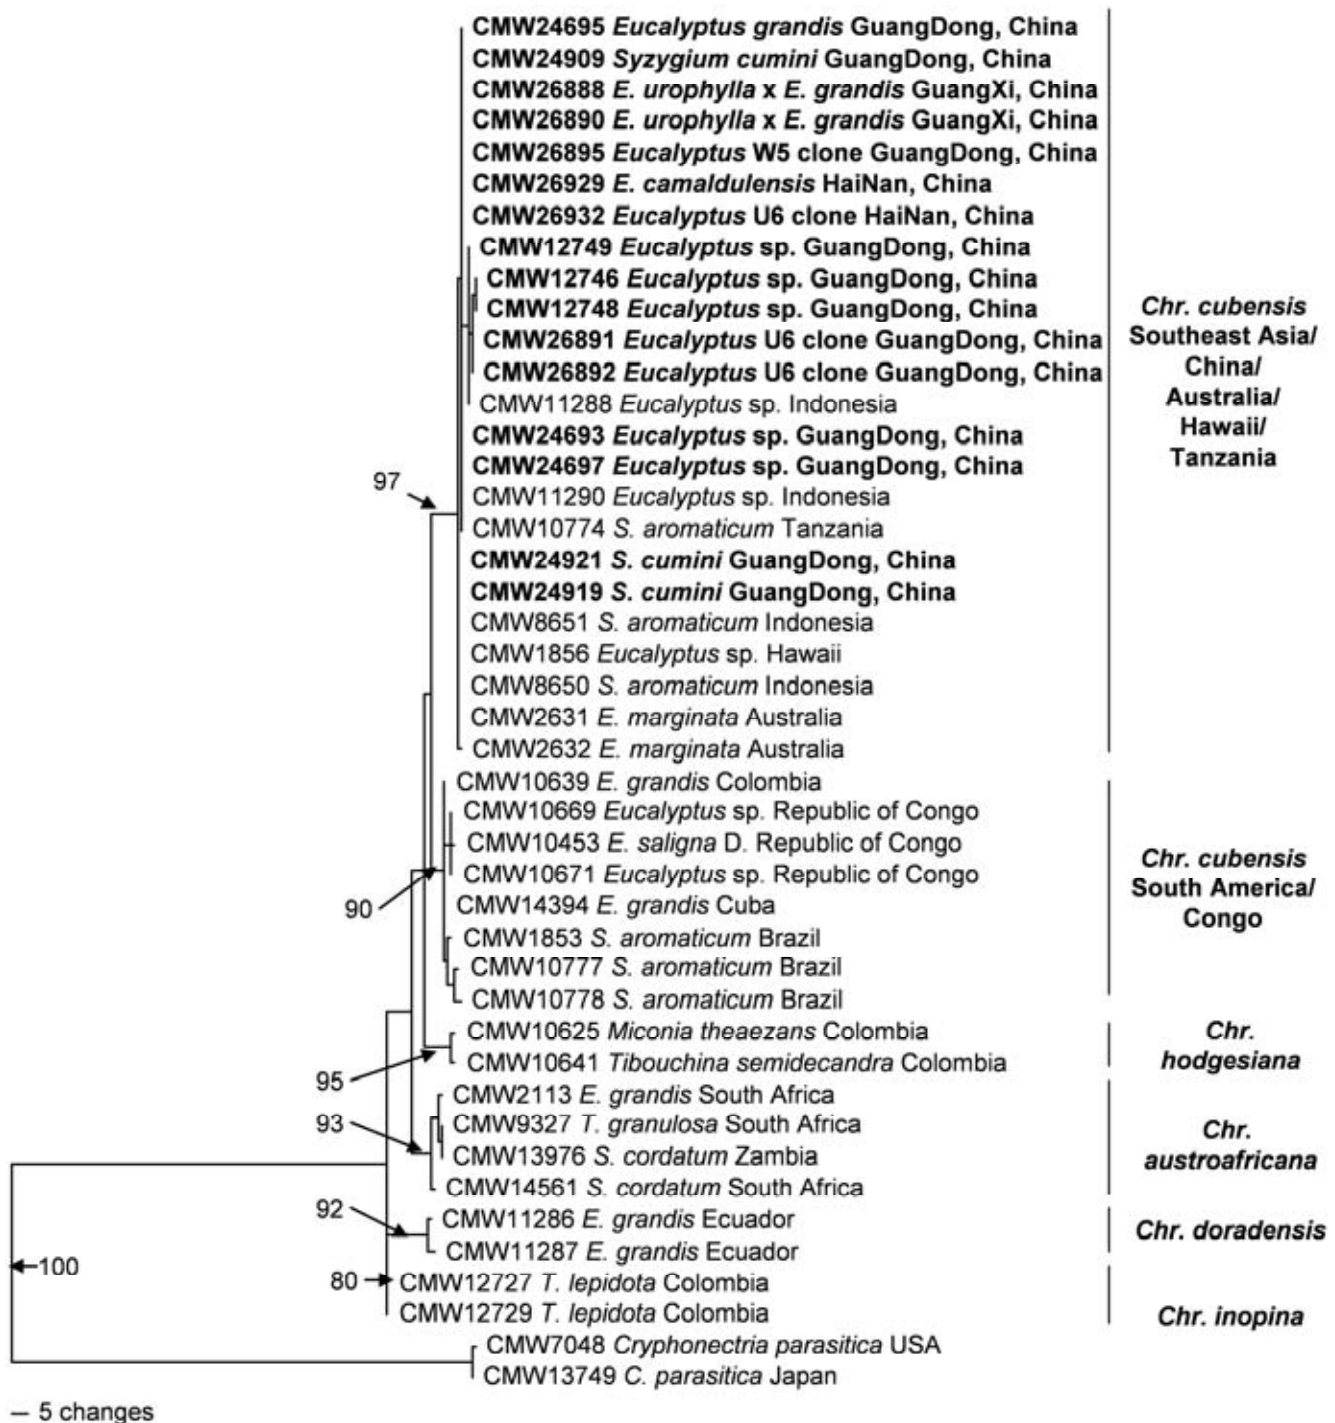 CMW24695 Eucalyptus grandis GuangDong, China
CMW24909 Syzygium cumini GuangDong, China
CMW26888 E. urophylla x E. grandis GuangXi, China
CMW26890 E. urophylla x E. grandis GuangXi, China
CMW26895 Eucalyptus W5 clone GuangDong, China
CMW26929 E. camaldulensis HaiNan, China
CMW26932 Eucalyptus U6 clone HaiNan, China
CMW12749 Eucalyptus sp. GuangDong, China
CMW12746 Eucalyptus sp. GuangDong, China
CMW12748 Eucalyptus sp. GuangDong, China
CMW26891 Eucalyptus U6 clone GuangDong, China
CMW26892 Eucalyptus U6 clone GuangDong, China
CMW11288 Eucalyptus sp. Indonesia
CMW24693 Eucalyptus sp. GuangDong, China
CMW24697 Eucalyptus sp. GuangDong, China
CMW11290 Eucalyptus sp. Indonesia
CMW10774 S. aromaticum Tanzania
CMW24921 S. cumini GuangDong, China
CMW24919 S. cumini GuangDong, China
CMW8651 S. aromaticum Indonesia
CMW1856 Eucalyptus sp. Hawaii
CMW8650 S. aromaticum Indonesia
CMW2631 E. marginata Australia
CMW2632 E. marginata Australia
Chr. cubensis
Southeast Asia/
China/
Australia/
Hawaii/
Tanzania
97
CMW10639 E. grandis Colombia
CMW10669 Eucalyptus sp. Republic of Congo
CMW10453 E. saligna D. Republic of Congo
CMW10671 Eucalyptus sp. Republic of Congo
CMW14394 E. grandis Cuba
CMW1853 S. aromaticum Brazil
CMW10777 S. aromaticum Brazil
CMW10778 S. aromaticum Brazil
Chr. cubensis
South America/
Congo
90
CMW10625 Miconia theaezans Colombia
CMW10641 Tibouchina semidecandra Colombia
Chr.
hodgesiana
95
CMW2113 E. grandis South Africa
CMW9327 T. granulosa South Africa
CMW13976 S. cordatum Zambia
CMW14561 S. cordatum South Africa
Chr.
austroafricana
93
CMW11286 E. grandis Ecuador
CMW11287 E. grandis Ecuador
Chr. doradensis
92
100
80
CMW12727 T. lepidota Colombia
CMW12729 T. lepidota Colombia
Chr. inopina
CMW7048 Cryphonectria parasitica USA
CMW13749 C. parasitica Japan
5 changes